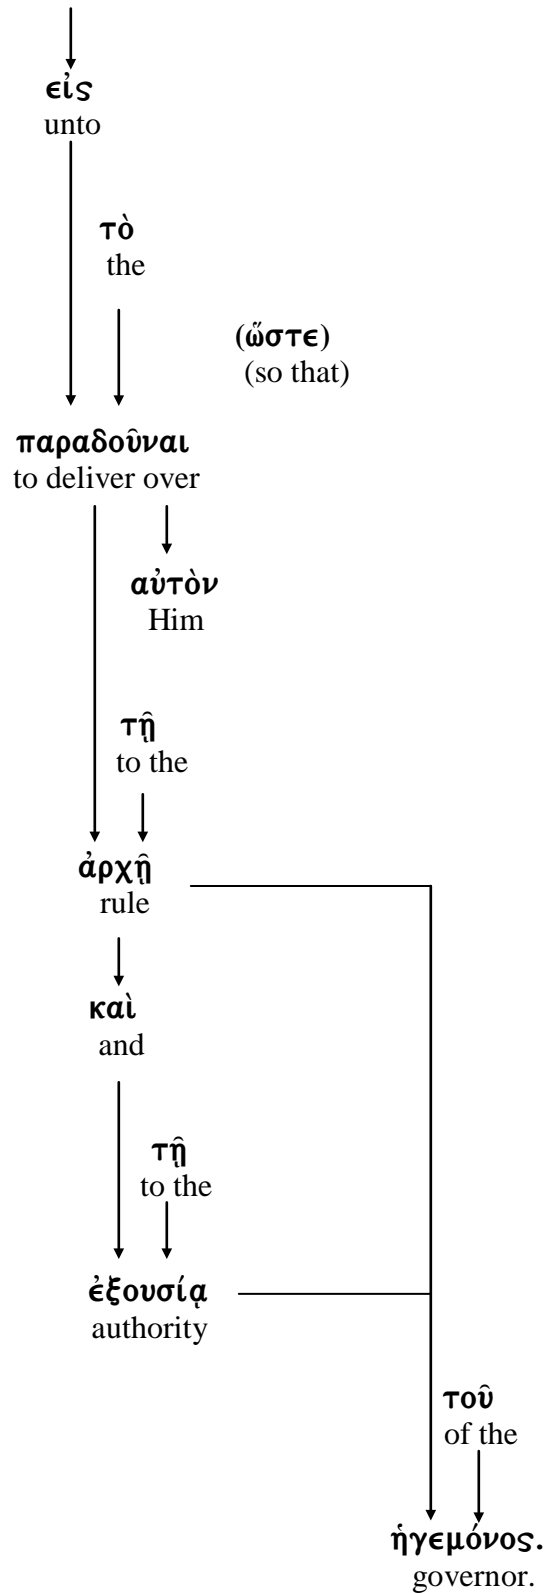 εἰς
unto
τὸ
the
(ὥστε)
(so that)
παραδοῦναι
to deliver over
αὐτὸν
Him
τῇ
to the
ἀρχῇ
rule
καὶ
and
τῇ
to the
ἐξουσίᾳ
authority
τοῦ
of the
ἡγεμόνος.
governor.